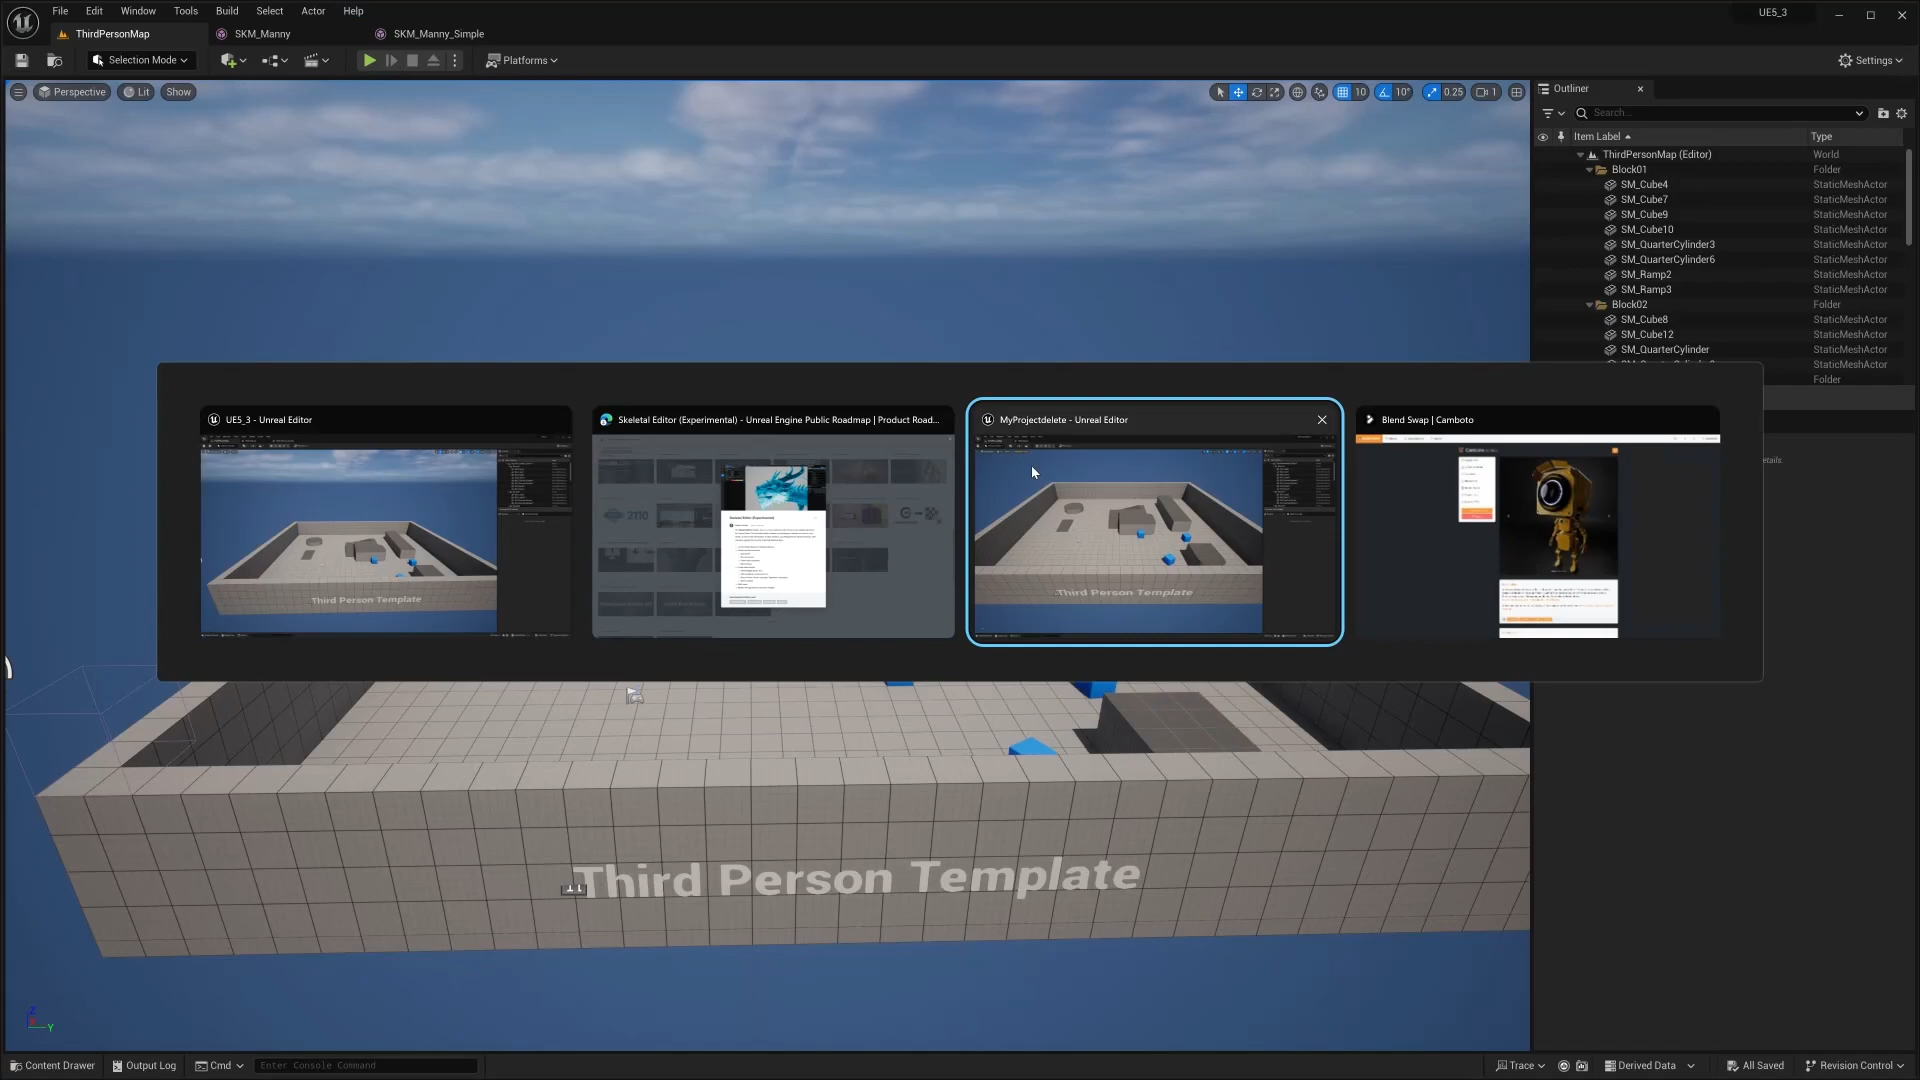 File Edit Window Tools Build Select Actor Help
UE5_3
ThirdPersonMap
SKM_Manny
SKM_Manny_Simple
Selection Mode
Platforms
Settings
Perspective
Lit
Show
10
10°
0.25
1
Outliner
Search...
Item Label
Type
ThirdPersonMap (Editor) World
Block01 Folder
SM_Cube4 StaticMeshActor
SM_Cube7 StaticMeshActor
SM_Cube9 StaticMeshActor
SM_Cube10 StaticMeshActor
SM_QuarterCylinder3 StaticMeshActor
SM_QuarterCylinder6 StaticMeshActor
SM_Ramp2 StaticMeshActor
SM_Ramp3 StaticMeshActor
Block02 Folder
SM_Cube8 StaticMeshActor
SM_Cube12 StaticMeshActor
SM_QuarterCylinder StaticMeshActor
StaticMeshActor
Folder
UE5_3 - Unreal Editor
Skeletal Editor (Experimental) - Unreal Engine Public Roadmap | Product Road...
MyProjectdelete - Unreal Editor
Blend Swap | Camboto
2110
Third Person Template
Third Person Template
Third Person Template
Z
Y
Content Drawer
Output Log
Cmd
Enter Console Command
Trace
Derived Data
All Saved
Revision Control